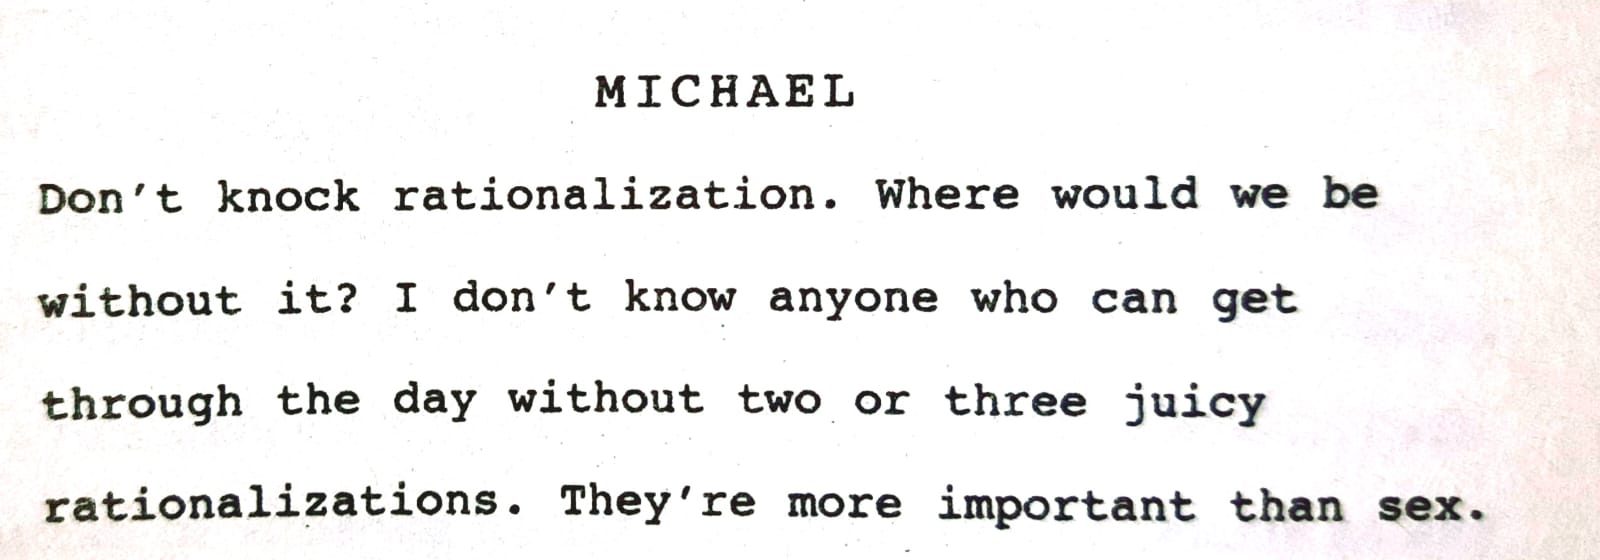 MICHAEL
Don't knock rationalization. Where would we be
without it? I don't know anyone who can get
through the day without two or three juicy
rationalizations. They're more important than sex.